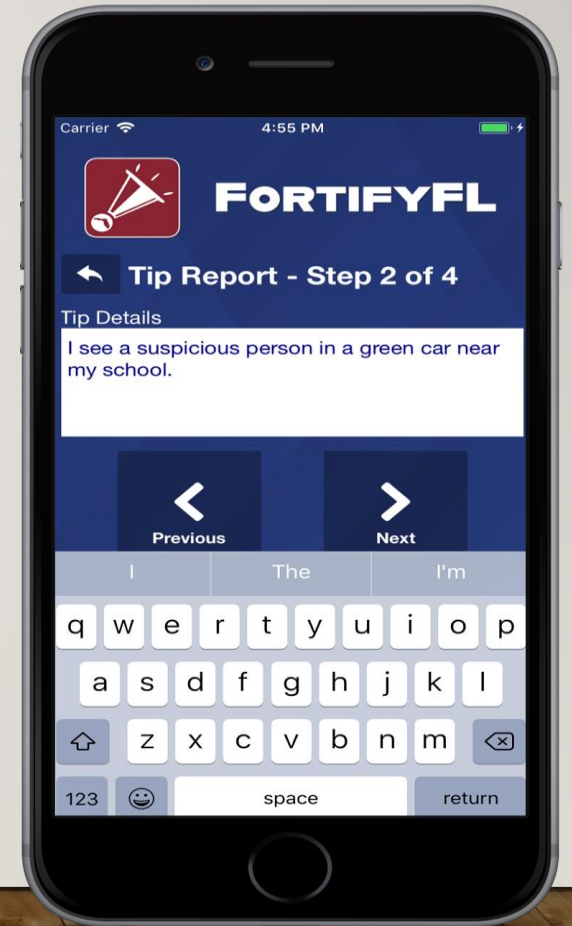 Carrier 4:55 PM
FORTIFYFL
Tip Report - Step 2 of 4
Tip Details
I see a suspicious person in a green car near
my school.
Previous Next
I The I'm
q w e r t y u i o p
a s d f g h j k l
z x c v b n m
123 space return